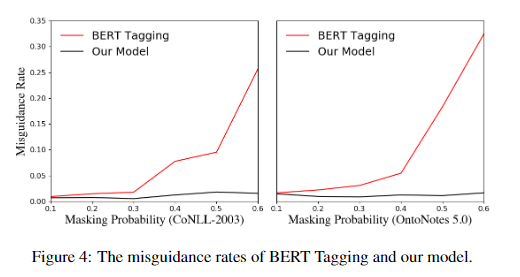 0.35
0.30
0.25
0.20
0.15
0.10
0.05
0.00
Misguidance Rate
BERT Tagging
Our Model
0.1 0.2 0.3 0.4 0.5 0.6
Masking Probability (CoNLL-2003)
BERT Tagging
Our Model
0.1 0.2 0.3 0.4 0.5 0.6
Masking Probability (OntoNotes 5.0)
Figure 4: The misguidance rates of BERT Tagging and our model.